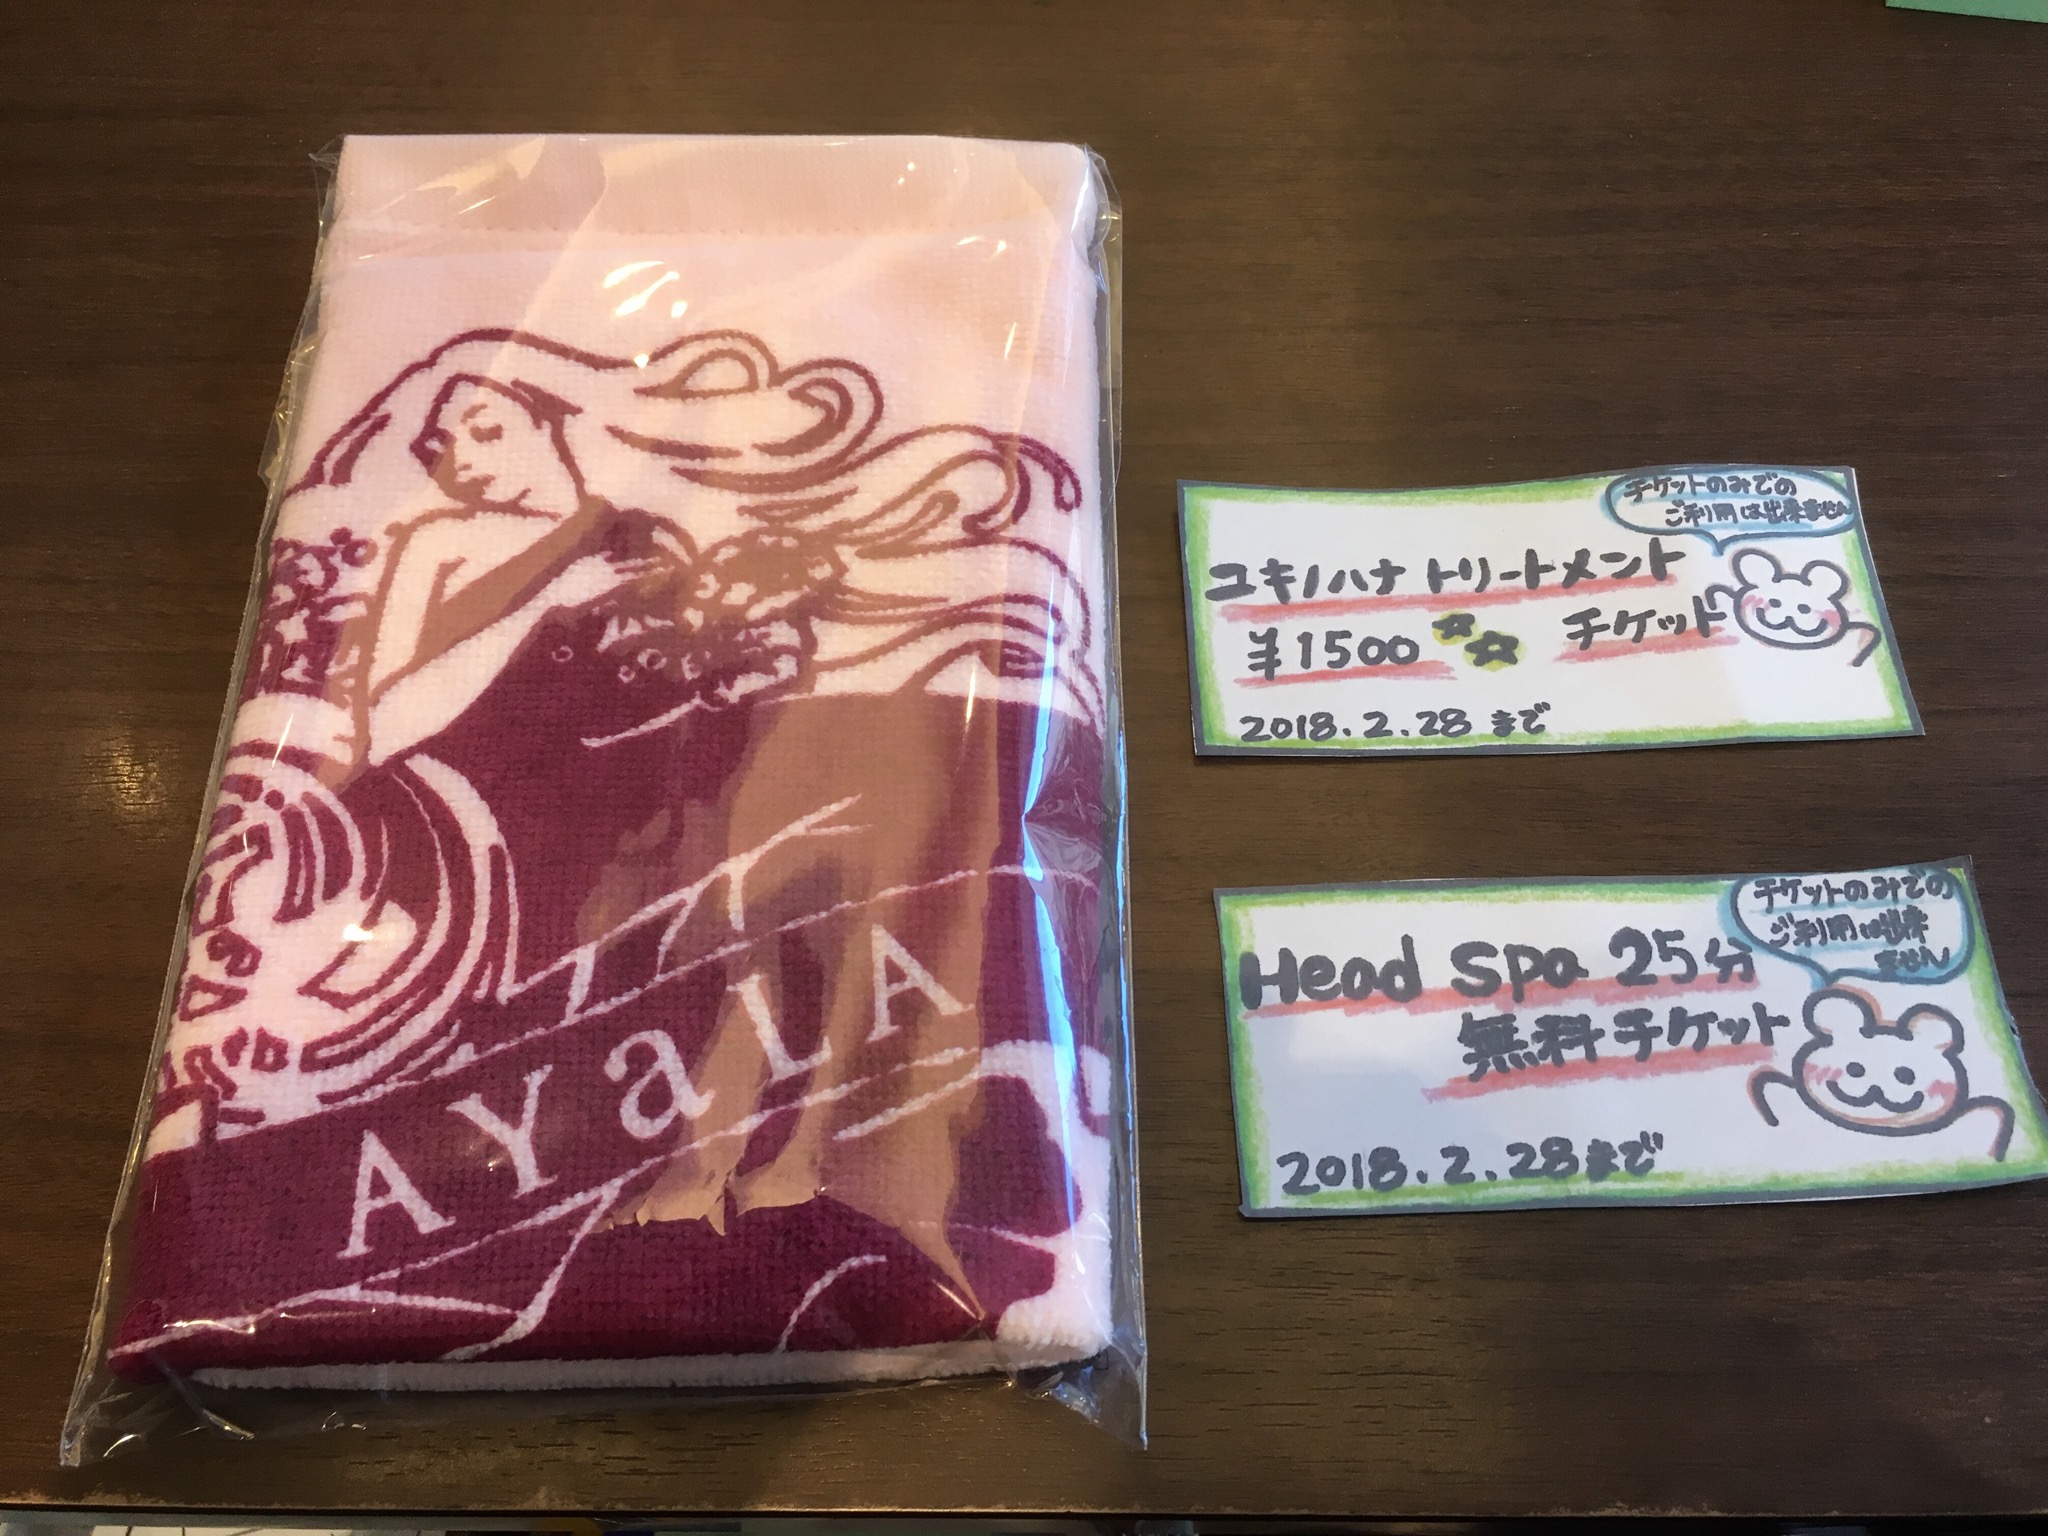 AYalA
チケットのみでの
ご利用は出来ません
ユキノハナ トリートメント
¥1500 ☆☆ チケット
2018.2.28 まで
チケットのみでの
ご利用は出来
ません
Head Spa 25分
無料チケット
2018.2.28まで